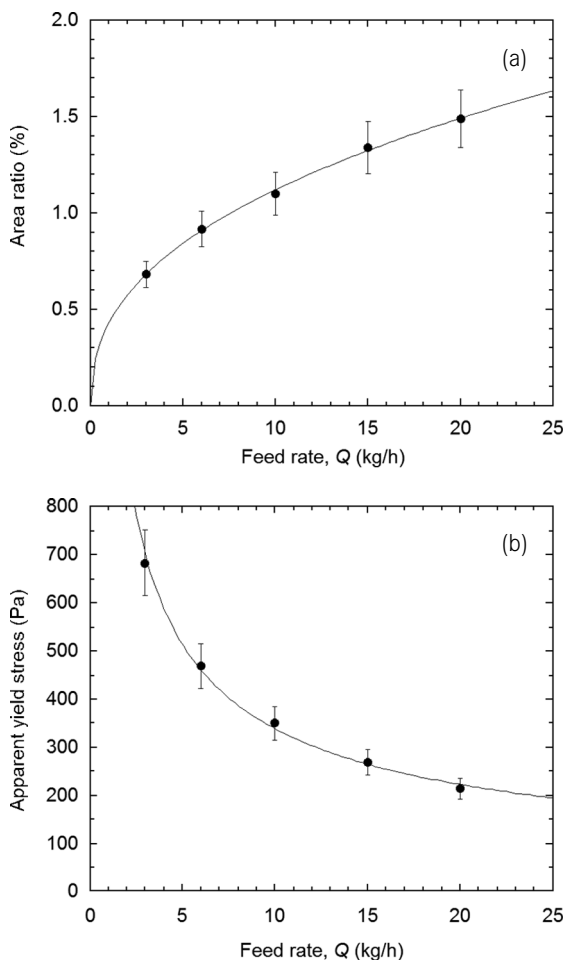 (a)
Area ratio (%)
2.0
1.5
1.0
0.5
0.0
0 5 10 15 20 25
Feed rate, Q (kg/h)
(b)
Apparent yield stress (Pa)
800
700
600
500
400
300
200
100
0
0 5 10 15 20 25
Feed rate, Q (kg/h)